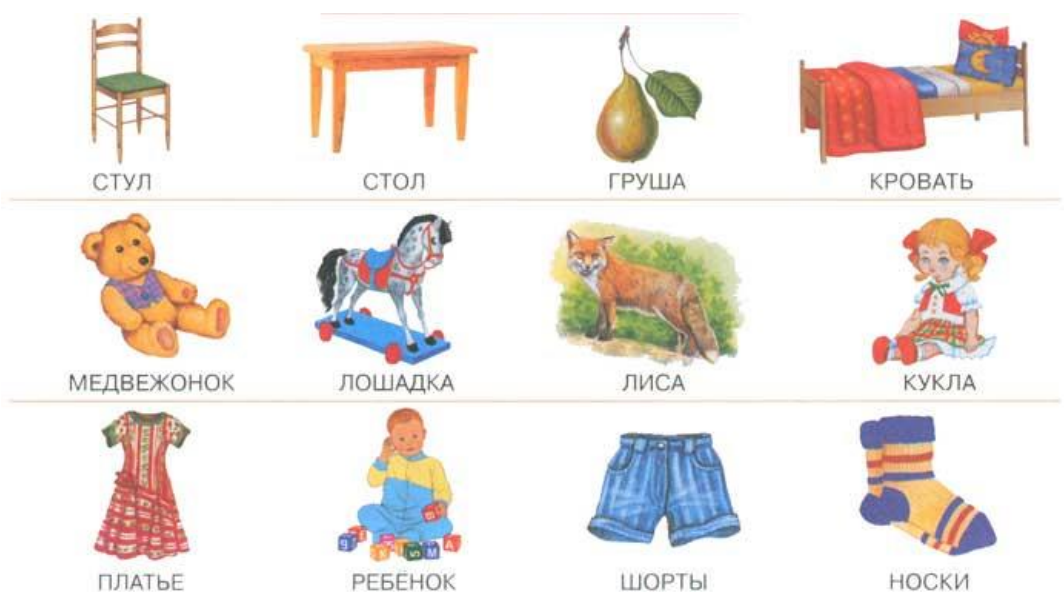 СТУЛ СТОЛ ГРУША КРОВАТЬ
МЕДВЕЖОНОК ЛОШАДКА ЛИСА КУКЛА
ПЛАТЬЕ РЕБЁНОК ШОРТЫ НОСКИ